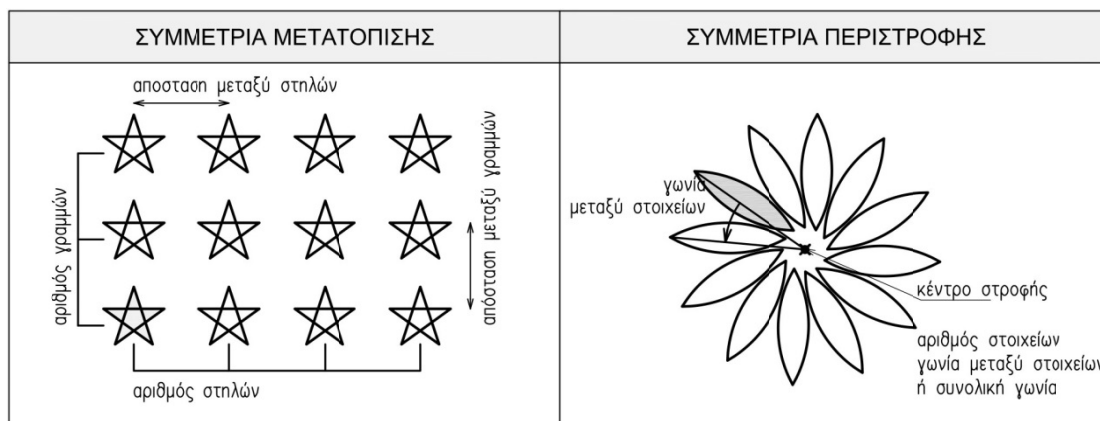 ΣΥΜΜΕΤΡΙΑ ΜΕΤΑΤΟΠΙΣΗΣ
αποσταση μεταξύ στηλών
αριθμός γραμμών
απόσταση μεταξύ γραμμών
αριθμός στηλών
ΣΥΜΜΕΤΡΙΑ ΠΕΡΙΣΤΡΟΦΗΣ
γωνία
μεταξύ στοιχείων
κέντρο στροφής
αριθμός στοιχείων
γωνία μεταξύ στοιχείων
ή συνολική γωνία